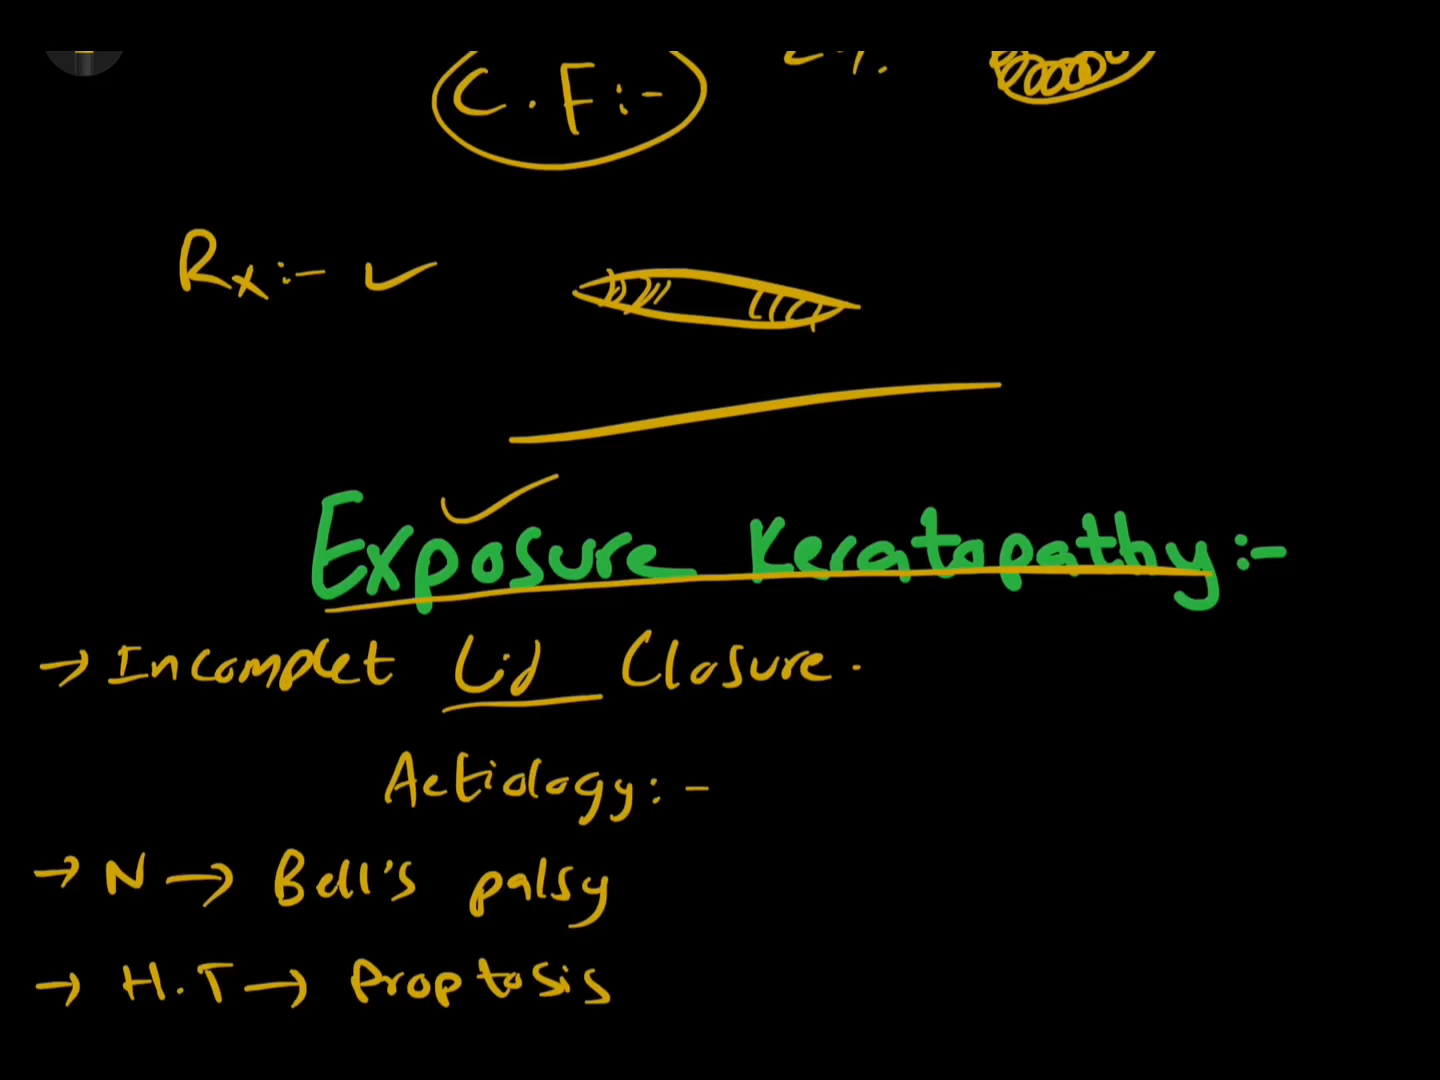 C.F:-
Rx:-
Exposure Keratopathy:-
→ Incomplet Lid Closure.
Aetiology:-
→ N → Bell's palsy
→ H.T → Proptosis